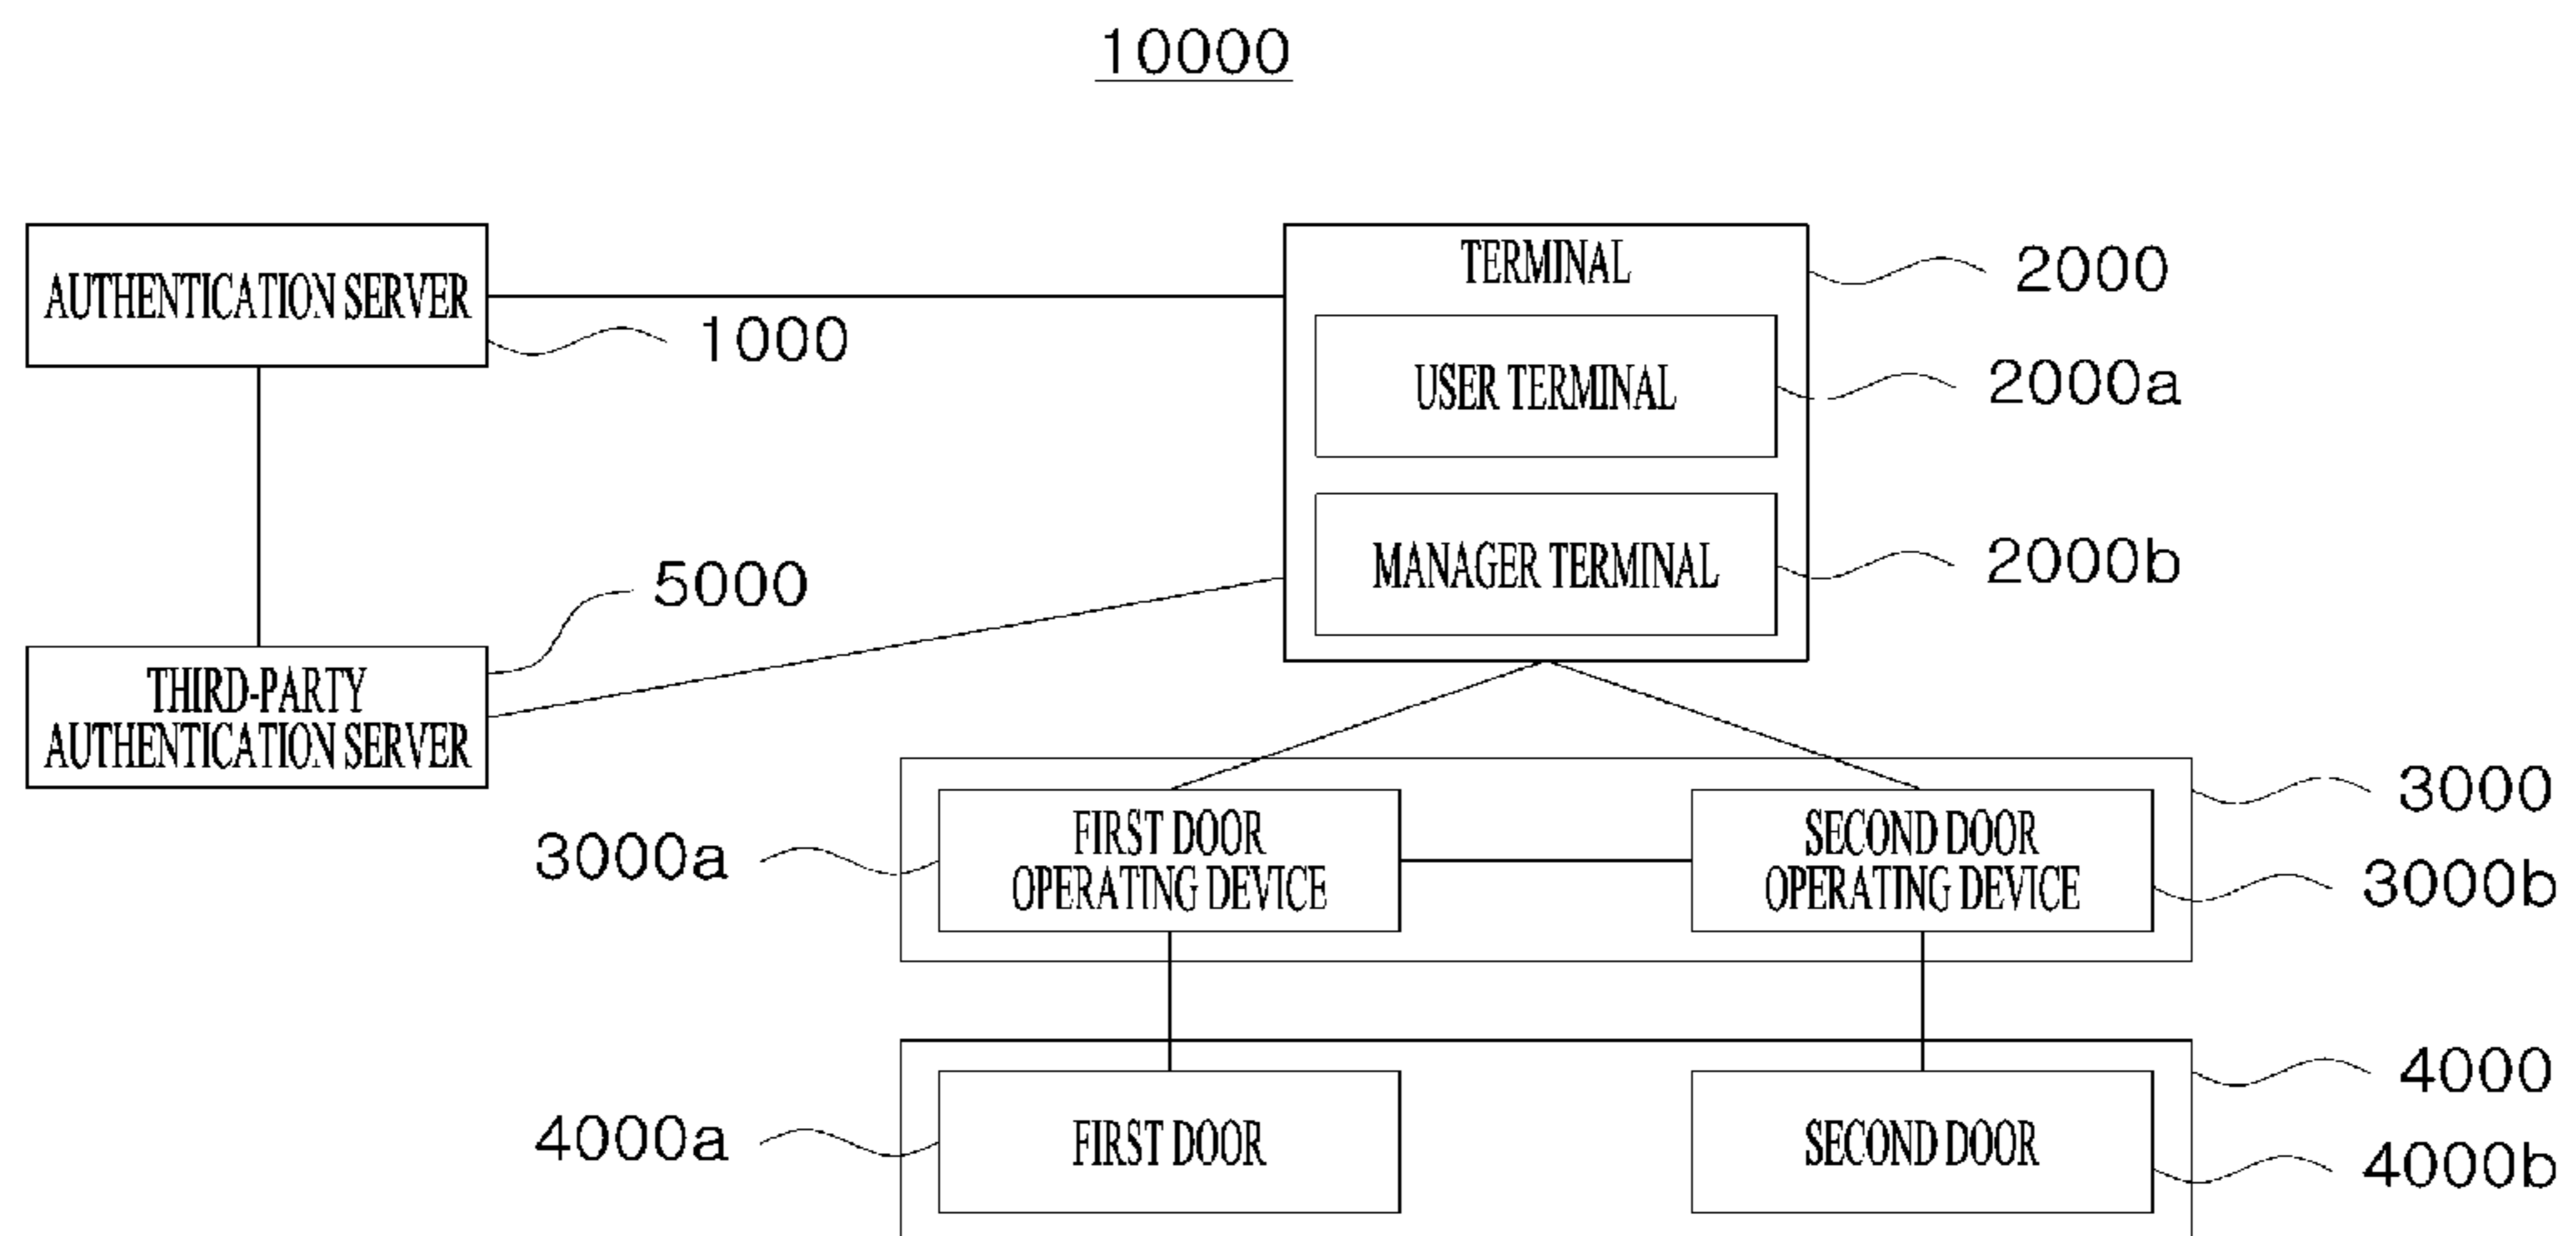 10000
AUTHENTICATION SERVER
1000
TERMINAL
2000
USER TERMINAL
2000a
MANAGER TERMINAL
2000b
5000
THIRD-PARTY
AUTHENTICATION SERVER
3000
3000a
FIRST DOOR
OPERATING DEVICE
SECOND DOOR
OPERATING DEVICE
3000b
4000
4000a
FIRST DOOR
SECOND DOOR
4000b